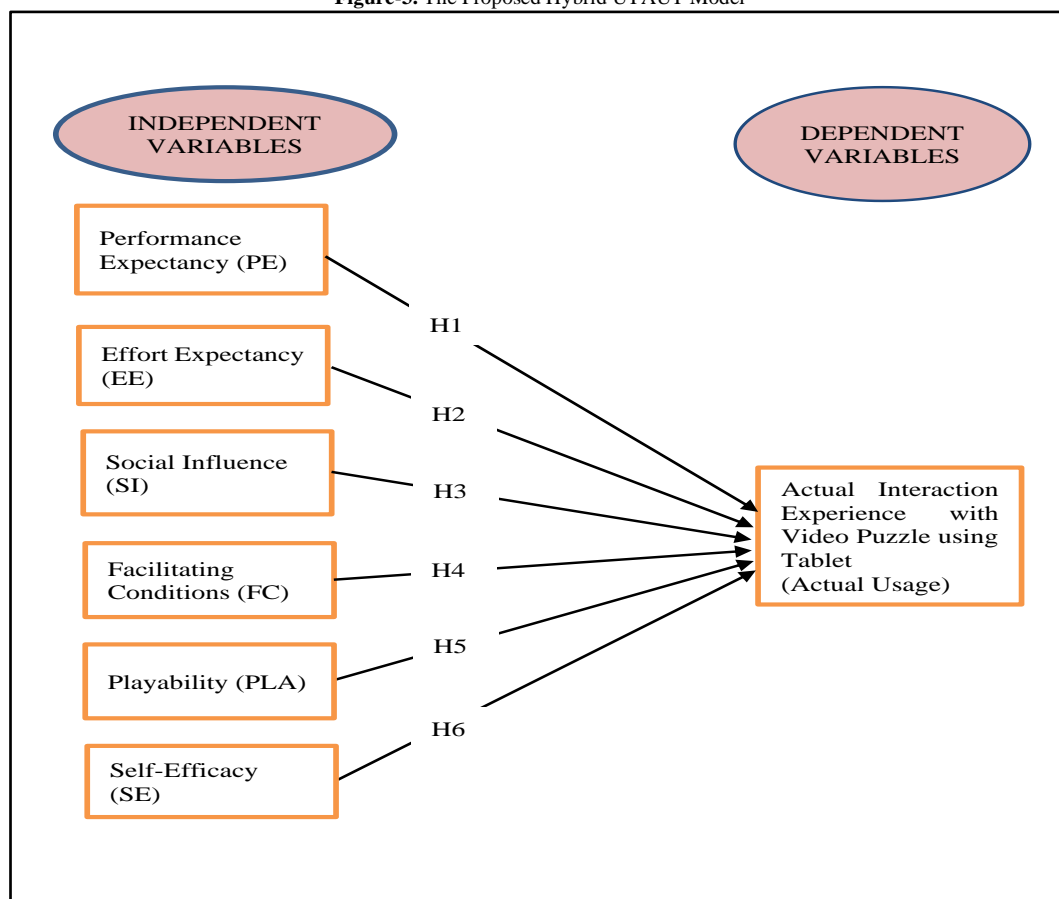 Figure-3. The Proposed Hybrid UTAUT Model
INDEPENDENT
VARIABLES
DEPENDENT
VARIABLES
Performance
Expectancy (PE)
H1
Effort Expectancy
(EE)
H2
Social Influence
(SI)
H3
Facilitating
Conditions (FC)
H4
Playability (PLA)
H5
Self-Efficacy
(SE)
H6
Actual Interaction
Experience with
Video Puzzle using
Tablet
(Actual Usage)